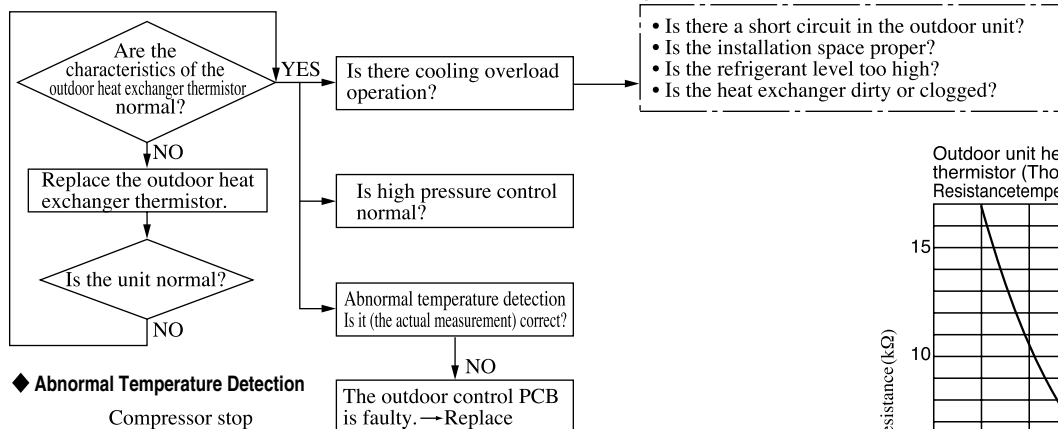 Are the
characteristics of the
outdoor heat exchanger thermistor
normal?
YES
NO
Replace the outdoor heat
exchanger thermistor.
Is the unit normal?
NO
Is there cooling overload
operation?
• Is there a short circuit in the outdoor unit?
• Is the installation space proper?
• Is the refrigerant level too high?
• Is the heat exchanger dirty or clogged?
Is high pressure control
normal?
Abnormal temperature detection
Is it (the actual measurement) correct?
NO
The outdoor control PCB
is faulty. → Replace
◆ Abnormal Temperature Detection
Compressor stop
Outdoor unit he
thermistor (Tho
Resistancetempe
15
10
esistance(kΩ)